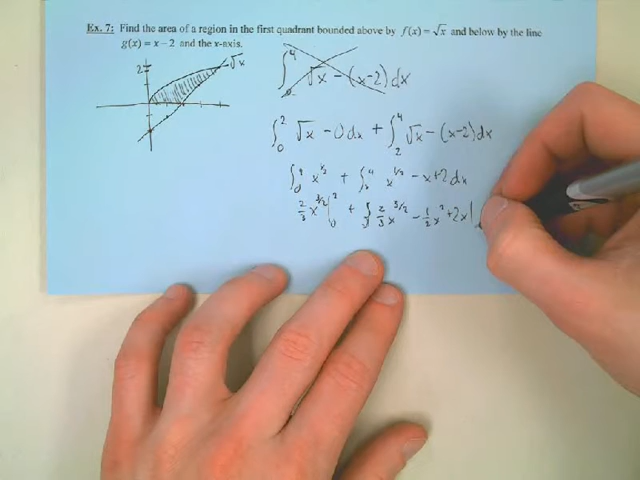 Ex. 7: Find the area of a region in the first quadrant bounded above by f(x) = √x and below by the line
g(x) = x − 2 and the x-axis.
2 √x
∫₀⁴ √x − (x−2) dx
∫₀² √x − 0 dx + ∫₂⁴ √x − (x−2) dx
∫₀² x^½ + ∫₂⁴ x^½ − x + 2 dx
⅔ x^3/2 |₀² + ⅔ x^3/2 − ½ x² + 2x |